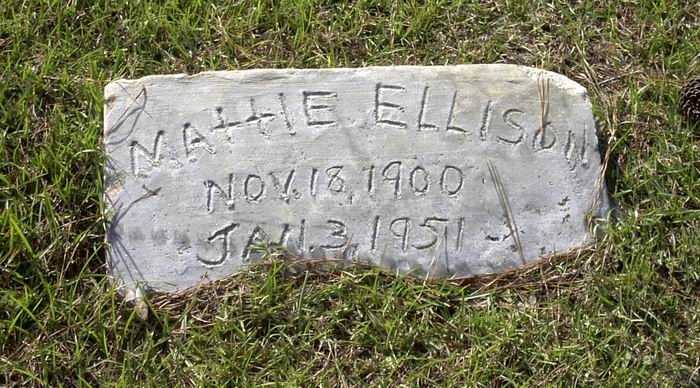 MATTIE ELLISON
NOV. 18, 1900
JAN. 3, 1951